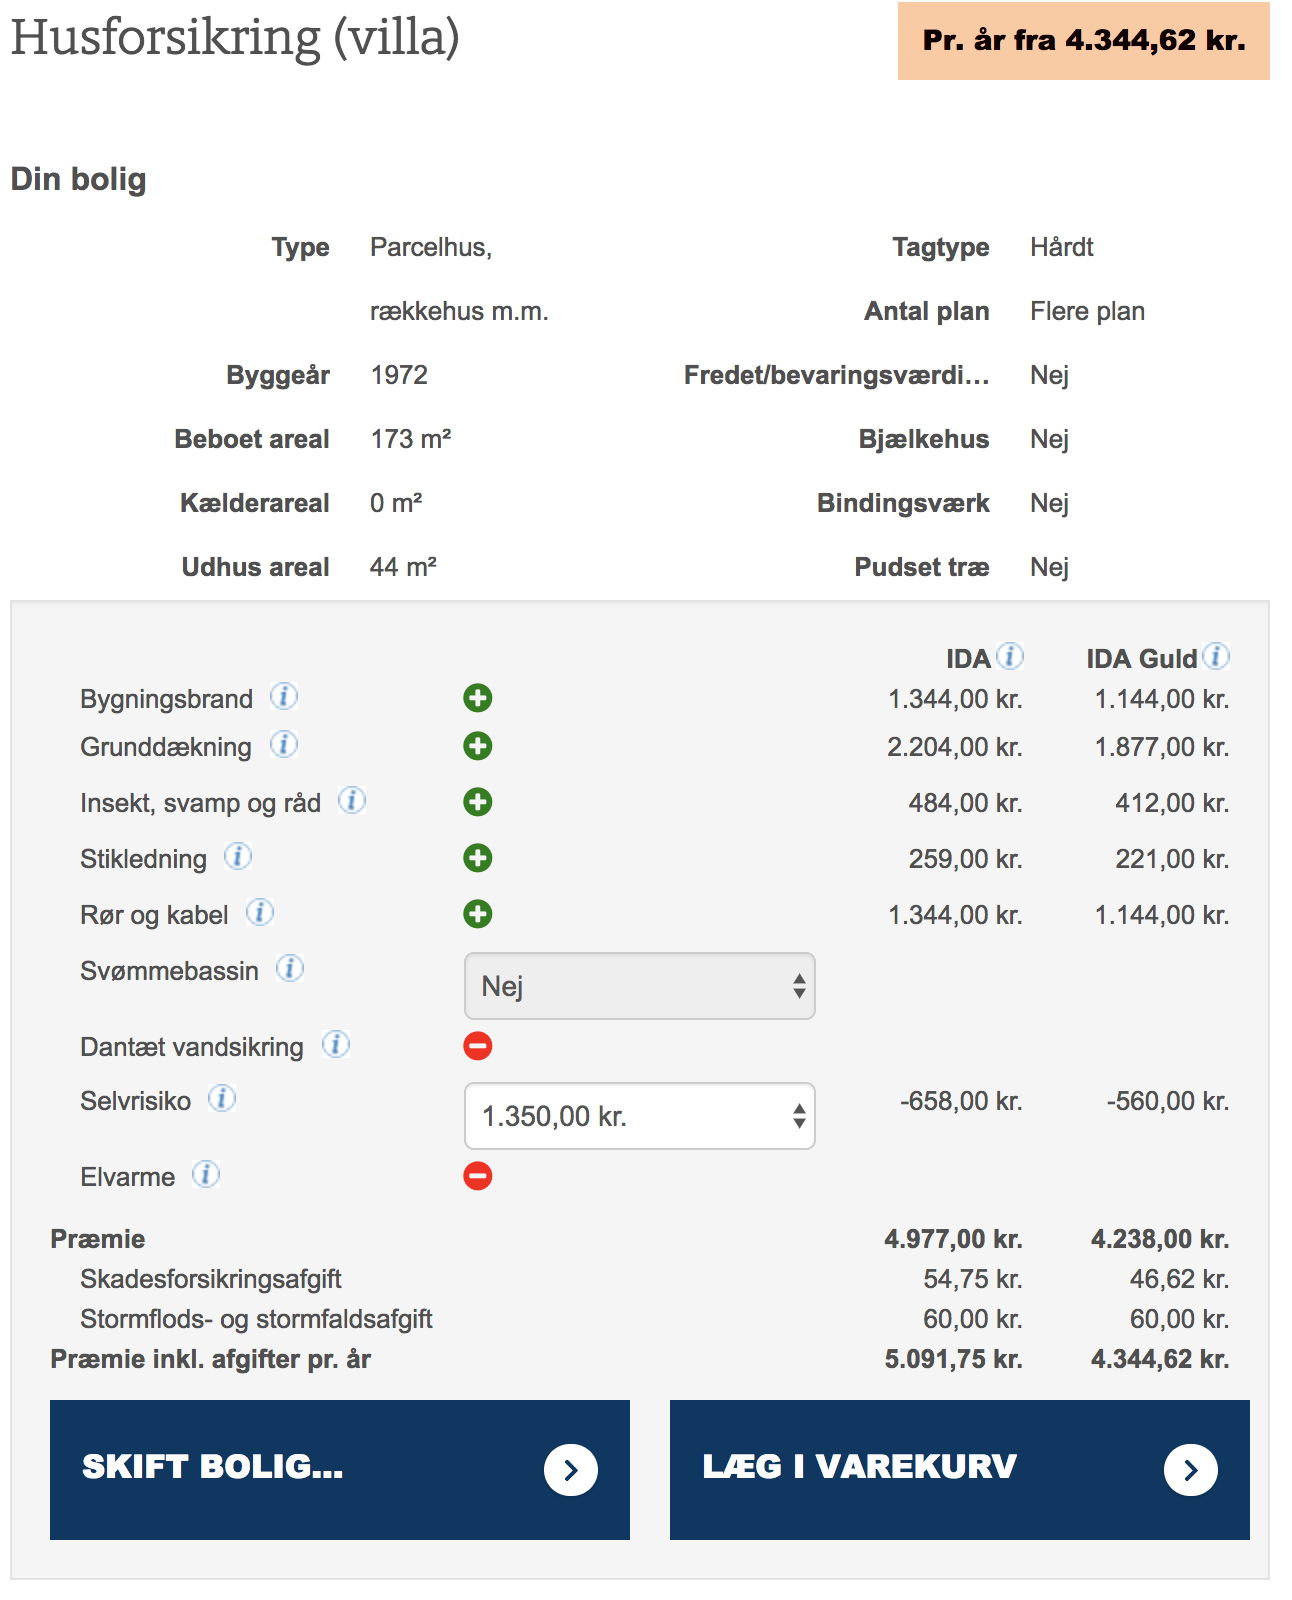 Husforsikring (villa)
Pr. år fra 4.344,62 kr.
Din bolig
Type Parcelhus, rækkehus m.m.
Byggeår 1972
Beboet areal 173 m²
Kælderareal 0 m²
Udhus areal 44 m²
Tagtype Hårdt
Antal plan Flere plan
Fredet/bevaringsværdi... Nej
Bjælkehus Nej
Bindingsværk Nej
Pudset træ Nej
IDA IDA Guld
Bygningsbrand 1.344,00 kr. 1.144,00 kr.
Grunddækning 2.204,00 kr. 1.877,00 kr.
Insekt, svamp og råd 484,00 kr. 412,00 kr.
Stikledning 259,00 kr. 221,00 kr.
Rør og kabel 1.344,00 kr. 1.144,00 kr.
Svømmebassin Nej
Dantæt vandsikring
Selvrisiko 1.350,00 kr. -658,00 kr. -560,00 kr.
Elvarme
Præmie 4.977,00 kr. 4.238,00 kr.
Skadesforsikringsafgift 54,75 kr. 46,62 kr.
Stormflods- og stormfaldsafgift 60,00 kr. 60,00 kr.
Præmie inkl. afgifter pr. år 5.091,75 kr. 4.344,62 kr.
SKIFT BOLIG...
LÆG I VAREKURV